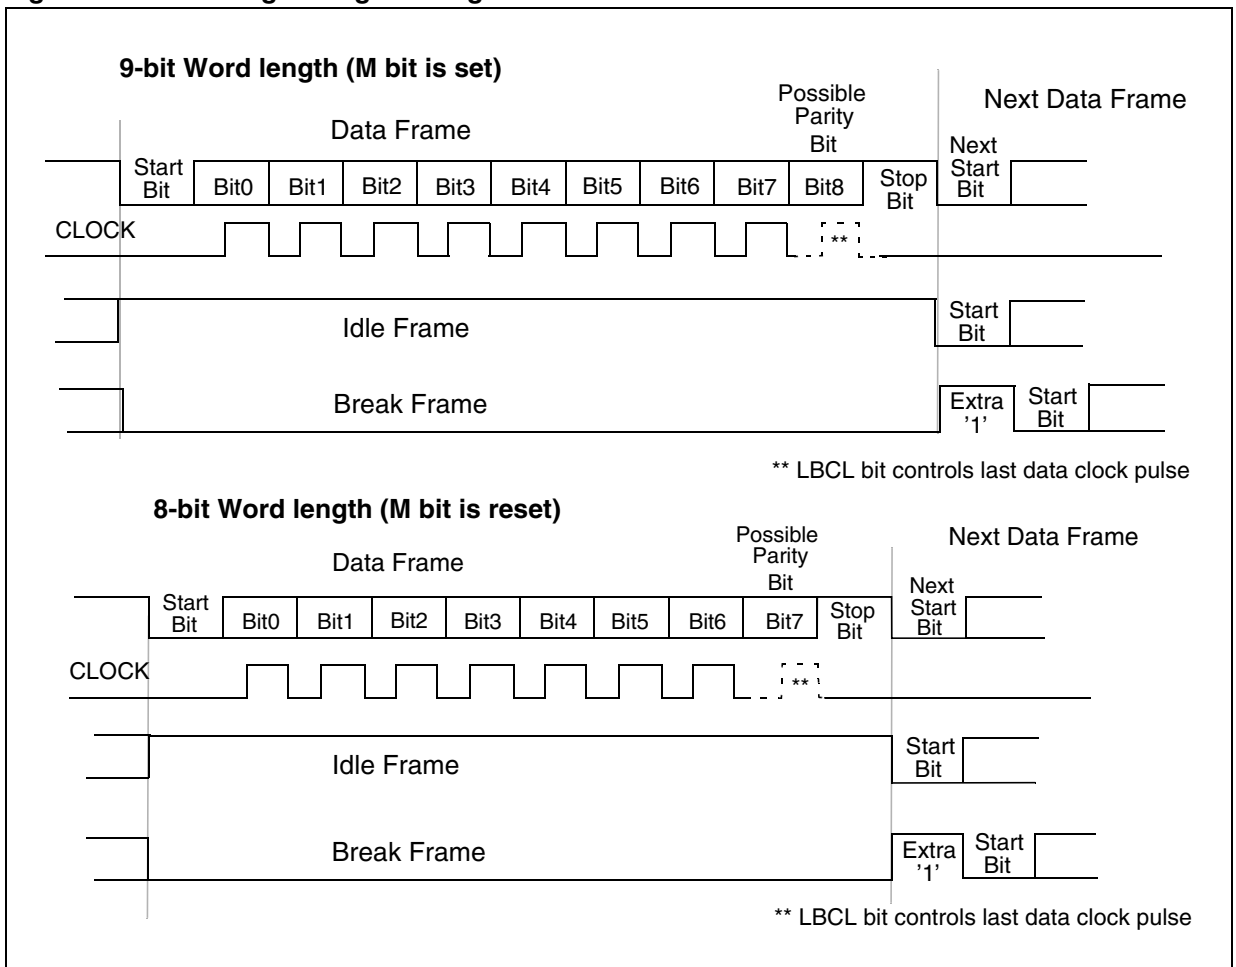 9-bit Word length (M bit is set)
Possible
Parity
Bit
Next Data Frame
Data Frame
Start
Bit
Bit0 Bit1 Bit2 Bit3 Bit4 Bit5 Bit6 Bit7 Bit8
Stop
Bit
Next
Start
Bit
CLOCK
**
Idle Frame
Start
Bit
Break Frame
Extra
'1'
Start
Bit
** LBCL bit controls last data clock pulse
8-bit Word length (M bit is reset)
Possible
Parity
Bit
Next Data Frame
Data Frame
Start
Bit
Bit0 Bit1 Bit2 Bit3 Bit4 Bit5 Bit6 Bit7
Stop
Bit
Next
Start
Bit
CLOCK
**
Idle Frame
Start
Bit
Break Frame
Extra
'1'
Start
Bit
** LBCL bit controls last data clock pulse